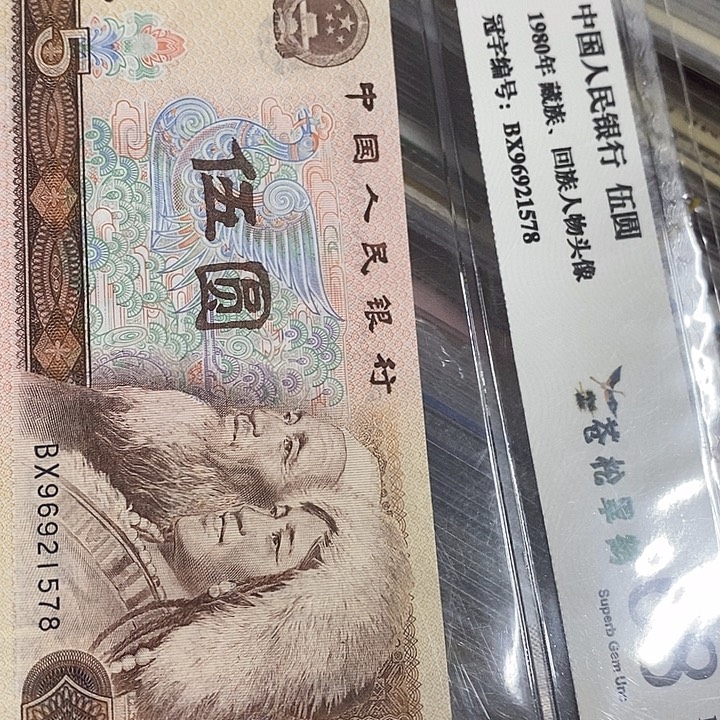 5
中国人民银行
伍圆
BX96921578
中国人民银行 伍圆
1980年 藏族、回族人物头像
冠字编号：BX96921578
Superb Gem Unc